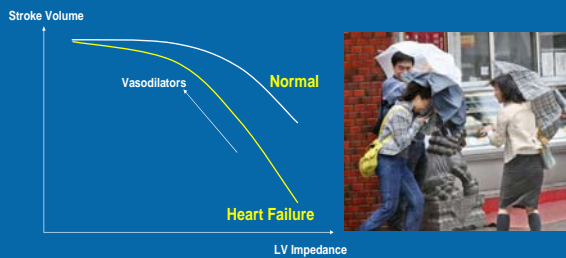 Stroke Volume
Vasodilators
Normal
Heart Failure
LV Impedance